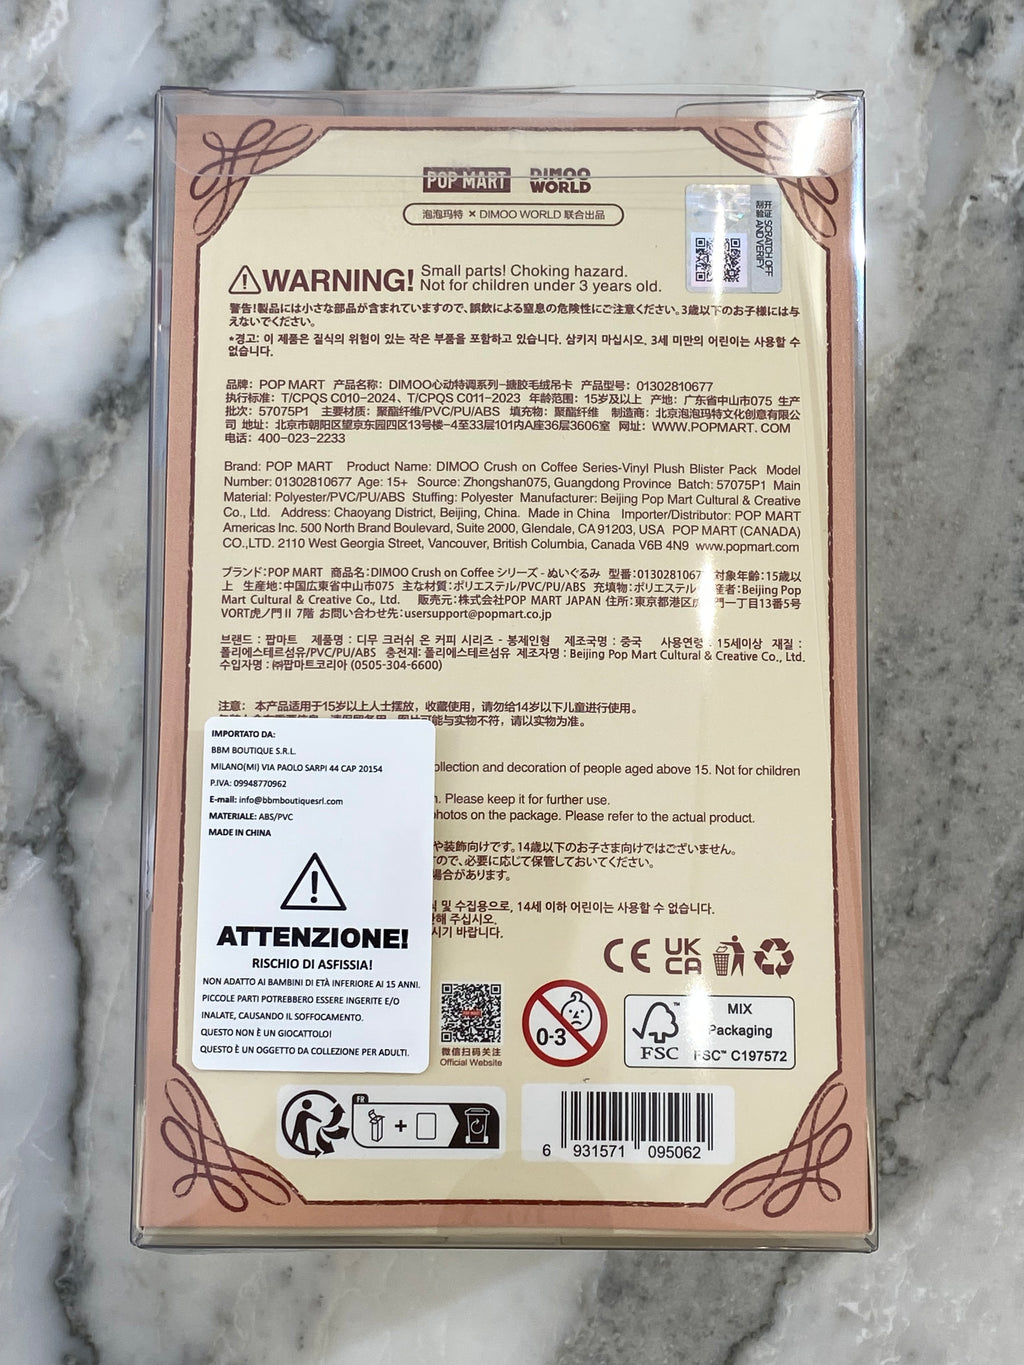 POP MART DIMOO WORLD
泡泡玛特 × DIMOO WORLD 联合出品
刮开验证 SCRATCH OFF AND VERIFY
WARNING! Small parts! Choking hazard.
Not for children under 3 years old.
警告!製品には小さな部品が含まれていますので、誤飲による窒息の危険性にご注意ください。3歳以下のお子様には与
えないでください。
*경고: 이 제품은 질식의 위험이 있는 작은 부품을 포함하고 있습니다. 삼키지 마십시오. 3세 미만의 어린이는 사용할 수
없습니다.
品牌：POP MART 产品名称：DIMOO心动特调系列-搪胶毛绒吊卡 产品型号：01302810677
执行标准：T/CPQS C010-2024、T/CPQS C011-2023 年龄范围：15岁及以上 产地：广东省中山市075 生产
批次：57075P1 主要材质：聚酯纤维/PVC/PU/ABS 填充物：聚酯纤维 制造商：北京泡泡玛特文化创意有限公
司 地址：北京市朝阳区望京东园四区13号楼-4至33层101内A座36层3606室 网址：WWW.POPMART.COM
电话：400-023-2233
Brand: POP MART Product Name: DIMOO Crush on Coffee Series-Vinyl Plush Blister Pack Model
Number: 01302810677 Age: 15+ Source: Zhongshan075, Guangdong Province Batch: 57075P1 Main
Material: Polyester/PVC/PU/ABS Stuffing: Polyester Manufacturer: Beijing Pop Mart Cultural & Creative
Co., Ltd. Address: Chaoyang District, Beijing, China. Made in China Importer/Distributor: POP MART
Americas Inc. 500 North Brand Boulevard, Suite 2000, Glendale, CA 91203, USA POP MART (CANADA)
CO.,LTD. 2110 West Georgia Street, Vancouver, British Columbia, Canada V6B 4N9 www.popmart.com
ブランド：POP MART 商品名：DIMOO Crush on Coffee シリーズ - ぬいぐるみ 型番：0130281067 対象年齢：15歳以
上 生産地：中国広東省中山市075 主な材質：ポリエステル/PVC/PU/ABS 充填物：ポリエステル 産者：Beijing Pop
Mart Cultural & Creative Co., Ltd. 販売元：株式会社POP MART JAPAN 住所：東京都港区 門一丁目13番5号
VORT虎ノ門II 7階 お問い合わせ先：usersupport@popmart.co.jp
브랜드 : 팝마트 제품명 : 디무 크러쉬 온 커피 시리즈 - 봉제인형 제조국명 : 중국 사용연령 : 15세이상 재질 :
폴리에스테르섬유/PVC/PU/ABS 충전재: 폴리에스테르섬유 제조자명 : Beijing Pop Mart Cultural & Creative Co., Ltd.
수입자명 : ㈜팝마트코리아 (0505-304-6600)
注意： 本产品适用于15岁以上人士摆放，收藏使用，请勿给14岁以下儿童进行使用。
可能与实物不符，请以实物为准。
ollection and decoration of people aged above 15. Not for children
n. Please keep it for further use.
hotos on the package. Please refer to the actual product.
や装飾向けです。14歳以下のお子さま向けではございません。
ので、必要に応じて保管しておいてください。
場合があります。
및 수집용으로, 14세 이하 어린이는 사용할 수 없습니다.
해 주십시오.
시기 바랍니다.
IMPORTATO DA:
BBM BOUTIQUE S.R.L.
MILANO(MI) VIA PAOLO SARPI 44 CAP 20154
P.IVA: 09948770962
E-mail: info@bbmboutiquesrl.com
MATERIALE: ABS/PVC
MADE IN CHINA
ATTENZIONE!
RISCHIO DI ASFISSIA!
NON ADATTO AI BAMBINI DI ETÀ INFERIORE AI 15 ANNI.
PICCOLE PARTI POTREBBERO ESSERE INGERITE E/O
INALATE, CAUSANDO IL SOFFOCAMENTO.
QUESTO NON È UN GIOCATTOLO!
QUESTO È UN OGGETTO DA COLLEZIONE PER ADULTI.
CE UK CA
微信扫码关注
Official Website
0-3
FSC™
MIX
Packaging
FSC™ C197572
FR
+
6 931571 095062